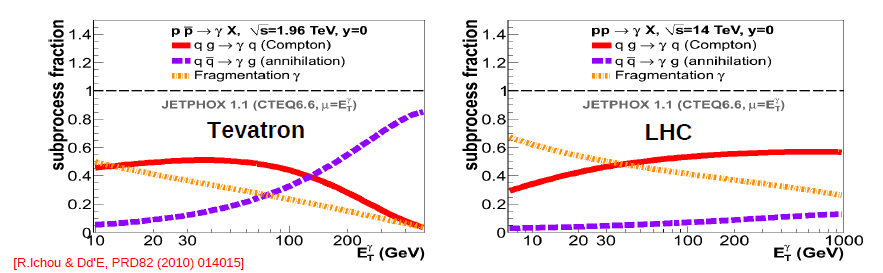 p p̅ → γ X, √s=1.96 TeV, y=0
q g → γ q (Compton)
q q̅ → γ g (annihilation)
Fragmentation γ
JETPHOX 1.1 (CTEQ6.6, μ=E_T^γ)
Tevatron
subprocess fraction
1.4
1.2
1
0.8
0.6
0.4
0.2
0
10
20
30
100
200
E_T^γ (GeV)
pp → γ X, √s=14 TeV, y=0
q g → γ q (Compton)
q q̅ → γ g (annihilation)
Fragmentation γ
JETPHOX 1.1 (CTEQ6.6, μ=E_T^γ)
LHC
subprocess fraction
1.4
1.2
1
0.8
0.6
0.4
0.2
0
10
20
30
100
200
1000
E_T^γ (GeV)
[R.Ichou & Dd'E, PRD82 (2010) 014015]